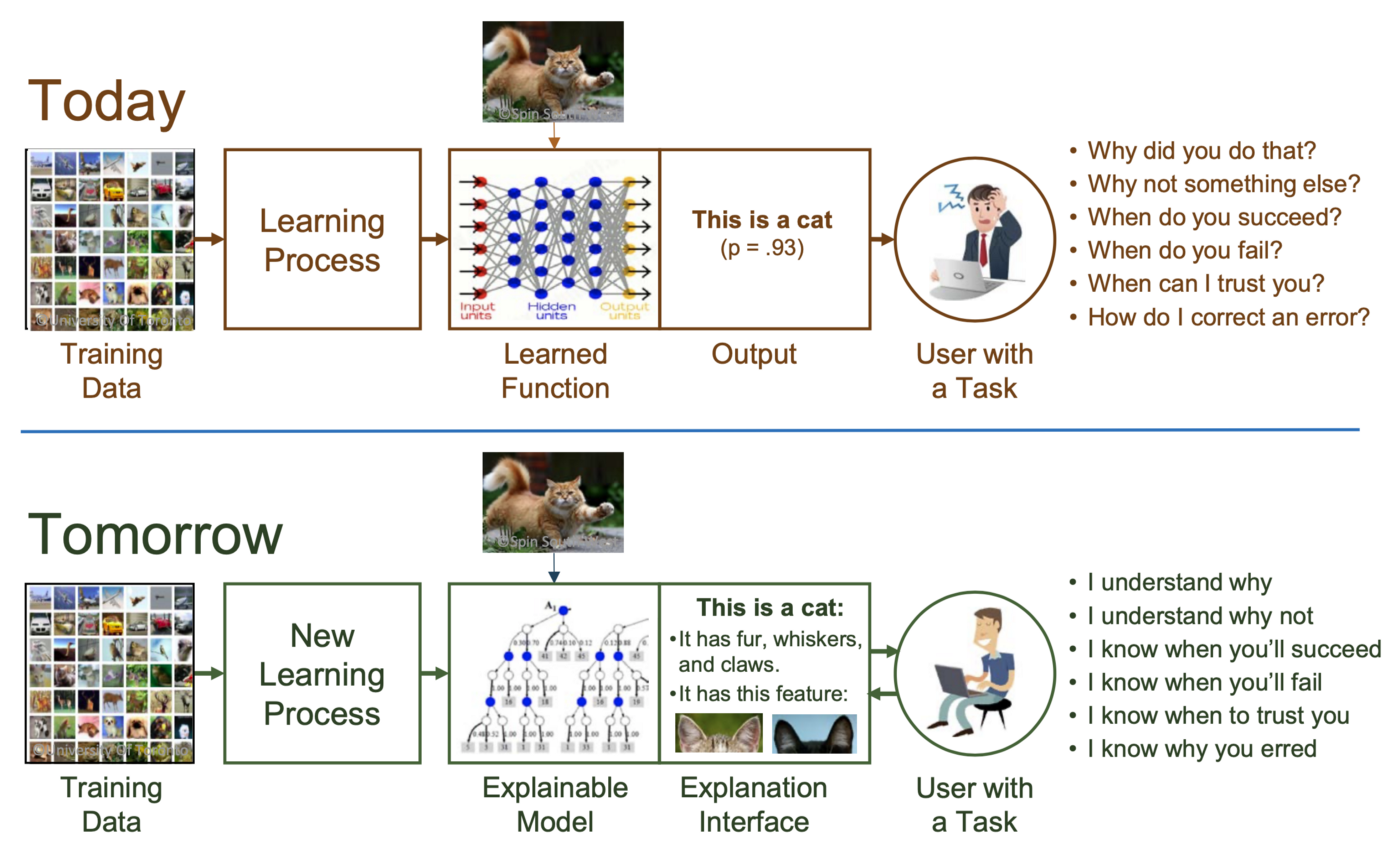 Today
©Spin Sou
Learning
Process
Input
units
Hidden
units
Output
units
This is a cat
(p = .93)
• Why did you do that?
• Why not something else?
• When do you succeed?
• When do you fail?
• When can I trust you?
• How do I correct an error?
©University Of Toronto
Training
Data
Learned
Function
Output
User with
a Task
Tomorrow
©Spin Sou
New
Learning
Process
A₁
This is a cat:
•It has fur, whiskers,
and claws.
•It has this feature:
• I understand why
• I understand why not
• I know when you’ll succeed
• I know when you’ll fail
• I know when to trust you
• I know why you erred
©University Of Toronto
Training
Data
Explainable
Model
Explanation
Interface
User with
a Task